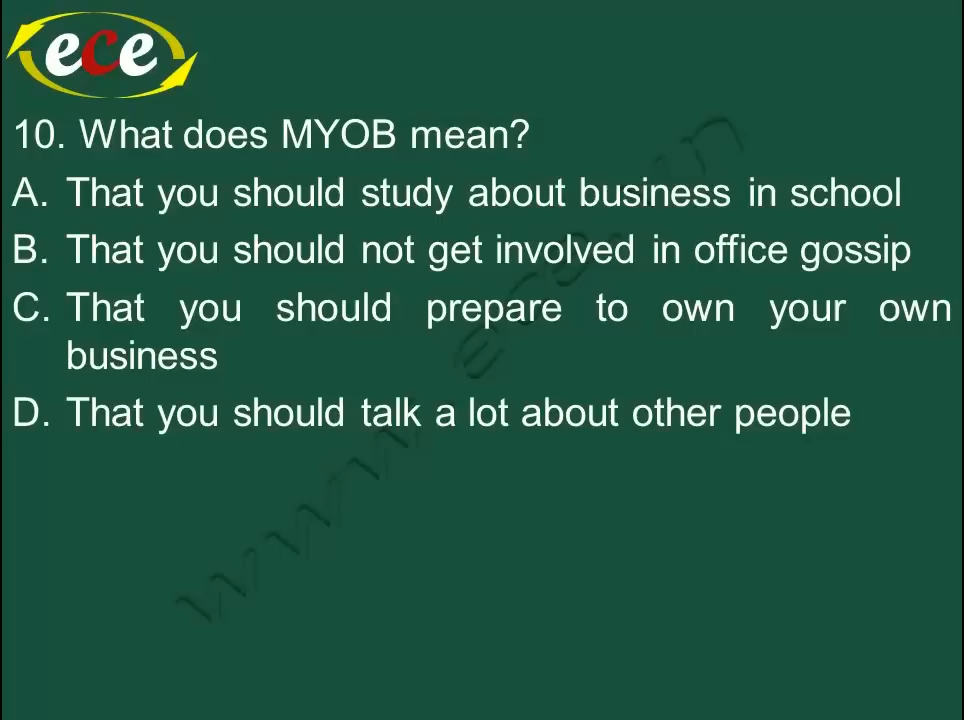 ece
10. What does MYOB mean?
A. That you should study about business in school
B. That you should not get involved in office gossip
C. That you should prepare to own your own
business
D. That you should talk a lot about other people